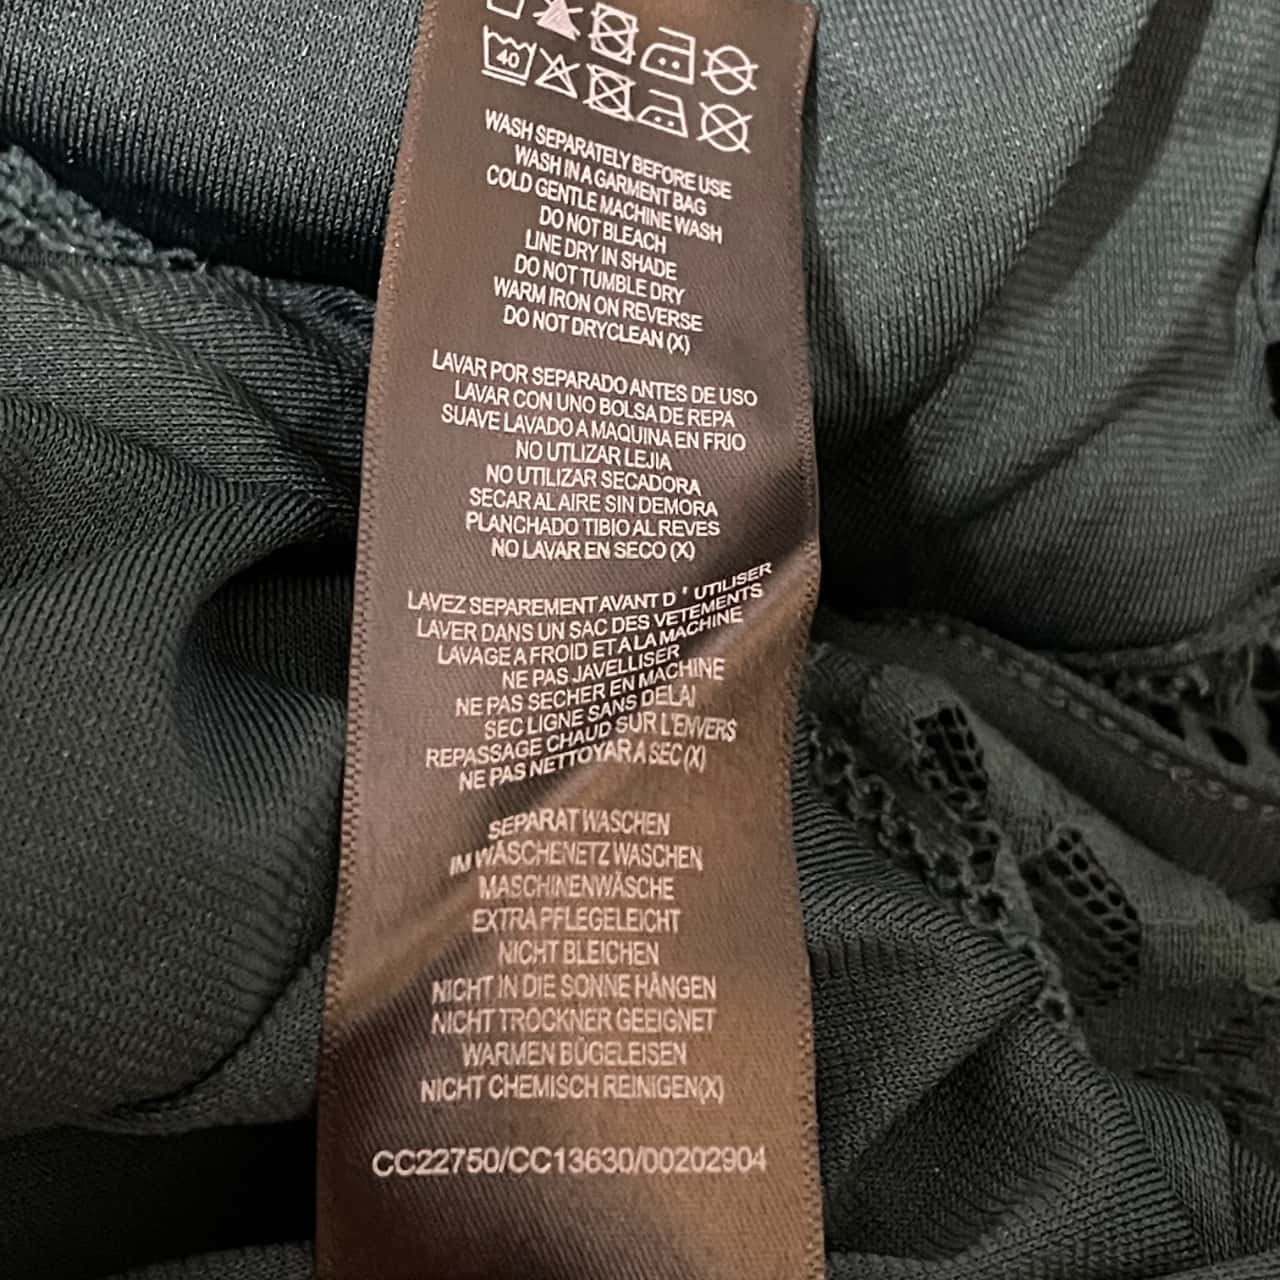 40
WASH SEPARATELY BEFORE USE
WASH IN A GARMENT BAG
COLD GENTLE MACHINE WASH
DO NOT BLEACH
LINE DRY IN SHADE
DO NOT TUMBLE DRY
WARM IRON ON REVERSE
DO NOT DRYCLEAN (X)
LAVAR POR SEPARADO ANTES DE USO
LAVAR CON UNO BOLSA DE REPA
SUAVE LAVADO A MAQUINA EN FRIO
NO UTLIZAR LEJIA
NO UTILIZAR SECADORA
SECAR AL AIRE SIN DEMORA
PLANCHADO TIBIO AL REVES
NO LAVAR EN SECO (X)
LAVEZ SEPAREMENT AVANT D ' UTILISER
LAVER DANS UN SAC DES VETEMENTS
LAVAGE A FROID ET A LA MACHINE
NE PAS JAVELLISER
NE PAS SECHER EN MACHINE
SEC LIGNE SANS DELAI
REPASSAGE CHAUD SUR L'ENVERS
NE PAS NETTOYAR A SEC (X)
SEPARAT WASCHEN
IM WÄSCHENETZ WASCHEN
MASCHINENWÄSCHE
EXTRA PFLEGELEICHT
NICHT BLEICHEN
NICHT IN DIE SONNE HÄNGEN
NICHT TROCKNER GEEIGNET
WARMEN BÜGELEISEN
NICHT CHEMISCH REINIGEN(X)
CC22750/CC13630/00202904